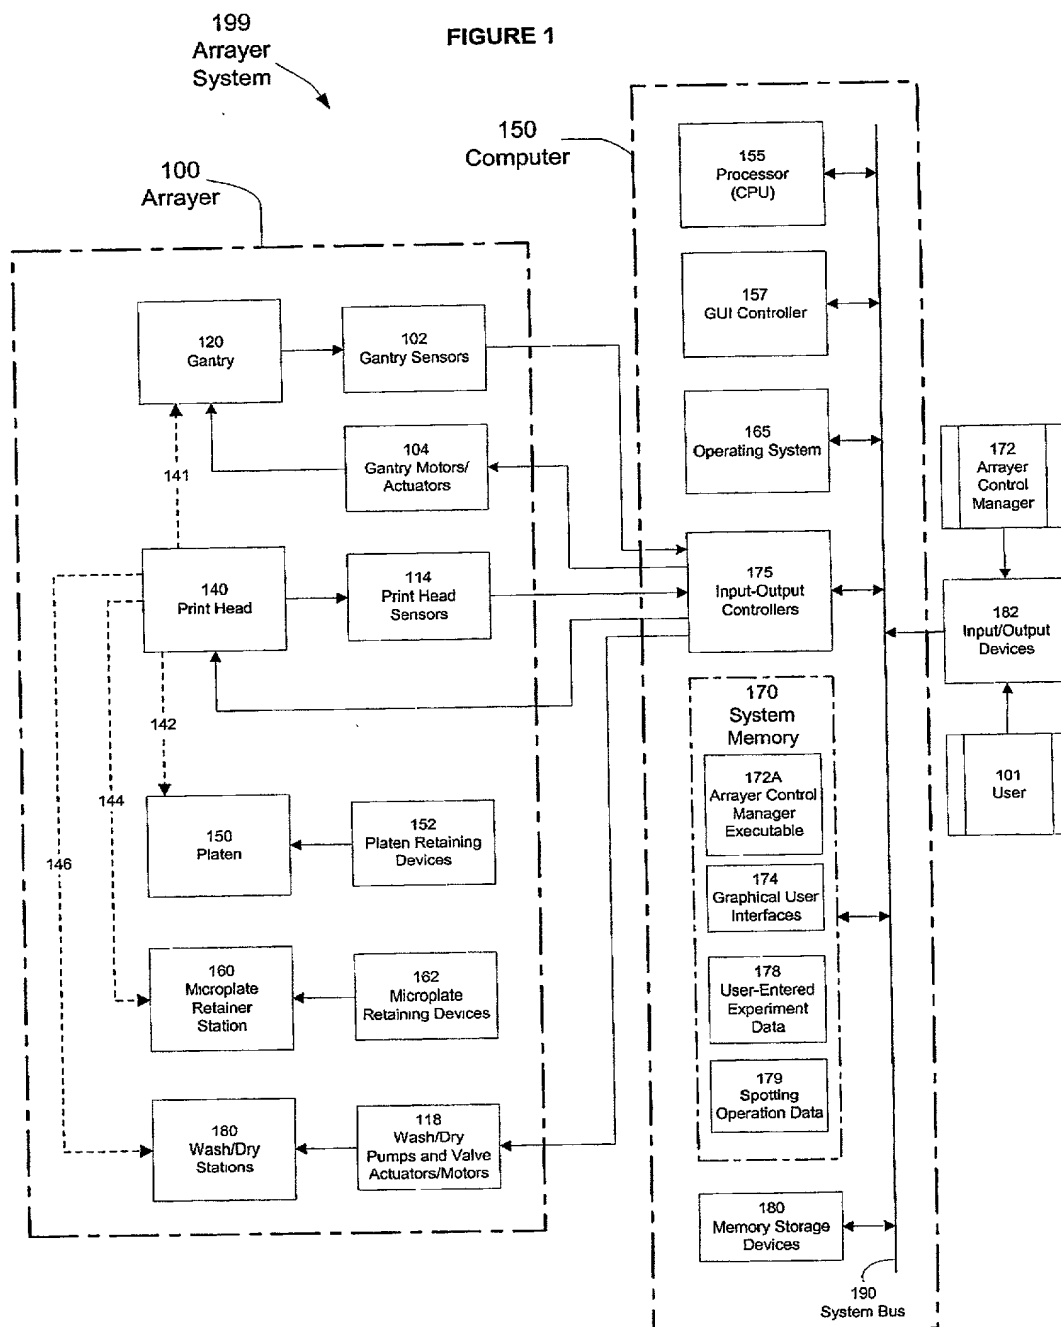 FIGURE 1
199
Arrayer
System
150
Computer
100
Arrayer
155
Processor
(CPU)
157
GUI Controller
120
Gantry
102
Gantry Sensors
165
Operating System
172
Arrayer
Control
Manager
104
Gantry Motors/
Actuators
141
140
Print Head
114
Print Head
Sensors
175
Input-Output
Controllers
182
Input/Output
Devices
170
System
Memory
142
101
User
172A
Arrayer Control
Manager
Executable
144
150
Platen
152
Platen Retaining
Devices
146
174
Graphical User
Interfaces
160
Microplate
Retainer
Station
162
Microplate
Retaining Devices
178
User-Entered
Experiment
Data
179
Spotting
Operation Data
180
Wash/Dry
Stations
118
Wash/Dry
Pumps and Valve
Actuators/Motors
180
Memory Storage
Devices
190
System Bus